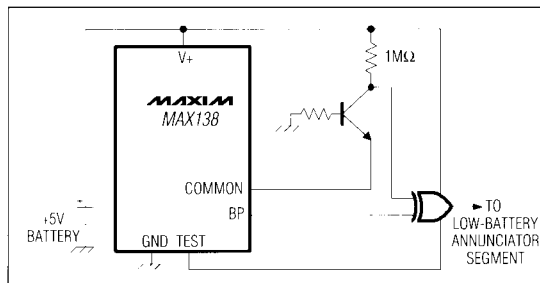 V+
1MΩ
MAXIM
MAX138
COMMON
BP
+5V
BATTERY
GND TEST
TO
LOW-BATTERY
ANNUNCIATOR
SEGMENT